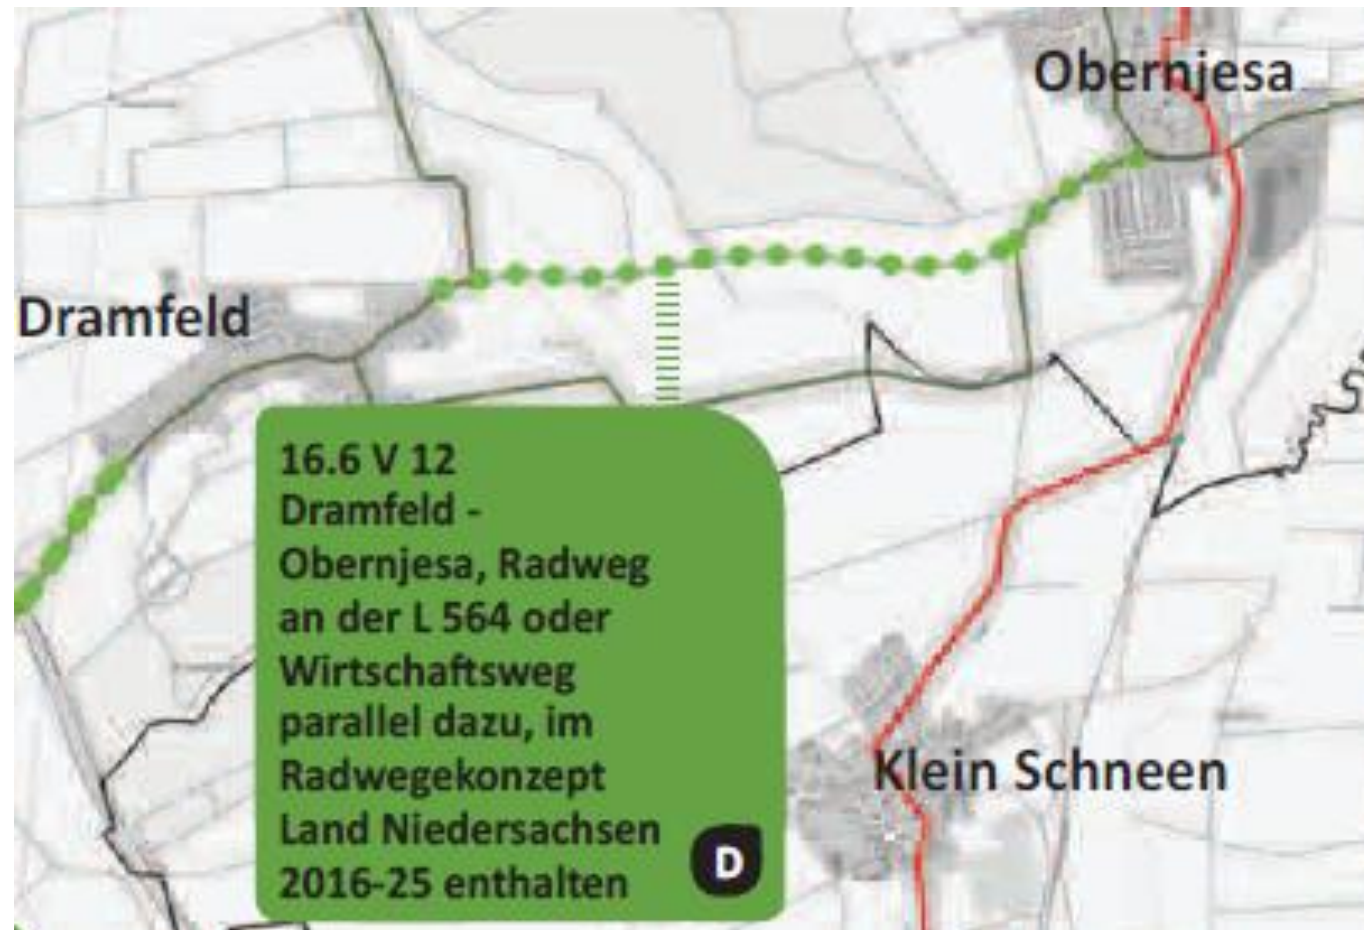 Obernjesa
Dramfeld
16.6 V 12
Dramfeld -
Obernjesa, Radweg
an der L 564 oder
Wirtschaftsweg
parallel dazu, im
Radwegekonzept
Land Niedersachsen
2016-25 enthalten
D
Klein Schneen